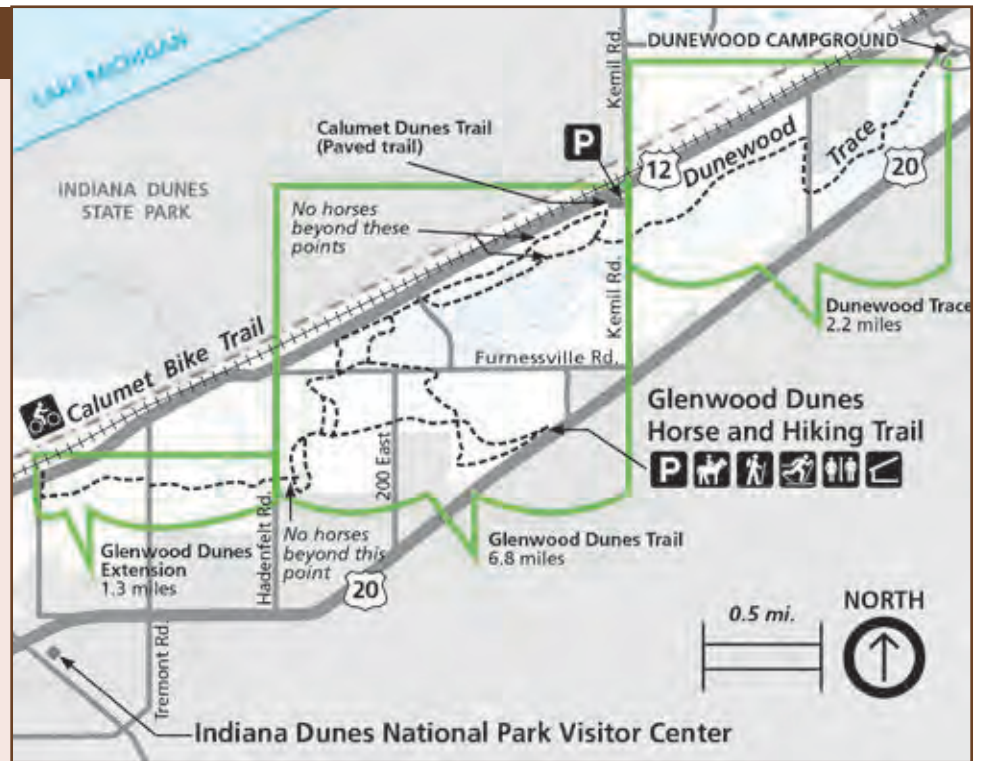 LAKE MICHIGAN
DUNEWOOD CAMPGROUND
Kemil Rd.
Calumet Dunes Trail
(Paved trail)
P
12
Dunewood
Trace
20
INDIANA DUNES
STATE PARK
No horses
beyond these
points
Kemil Rd.
Dunewood Trace
2.2 miles
Calumet Bike Trail
Furnessville Rd.
Glenwood Dunes
Horse and Hiking Trail
P
200 East
Hadenfelt Rd.
No horses
beyond this
point
Glenwood Dunes Trail
6.8 miles
Glenwood Dunes
Extension
1.3 miles
20
0.5 mi.
NORTH
Tremont Rd.
Indiana Dunes National Park Visitor Center